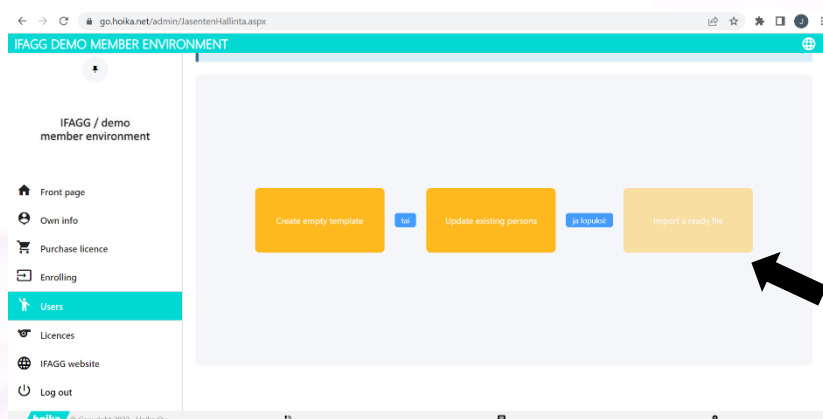 go.hoika.net/admin/JasentenHallinta.aspx
J
IFAGG DEMO MEMBER ENVIRONMENT
IFAGG / demo
member environment
Front page
Own info
Purchase licence
Enrolling
Users
Licences
IFAGG website
Log out
Create empty template
tai
Update existing persons
ja lopuksi:
Import a ready file
hoika